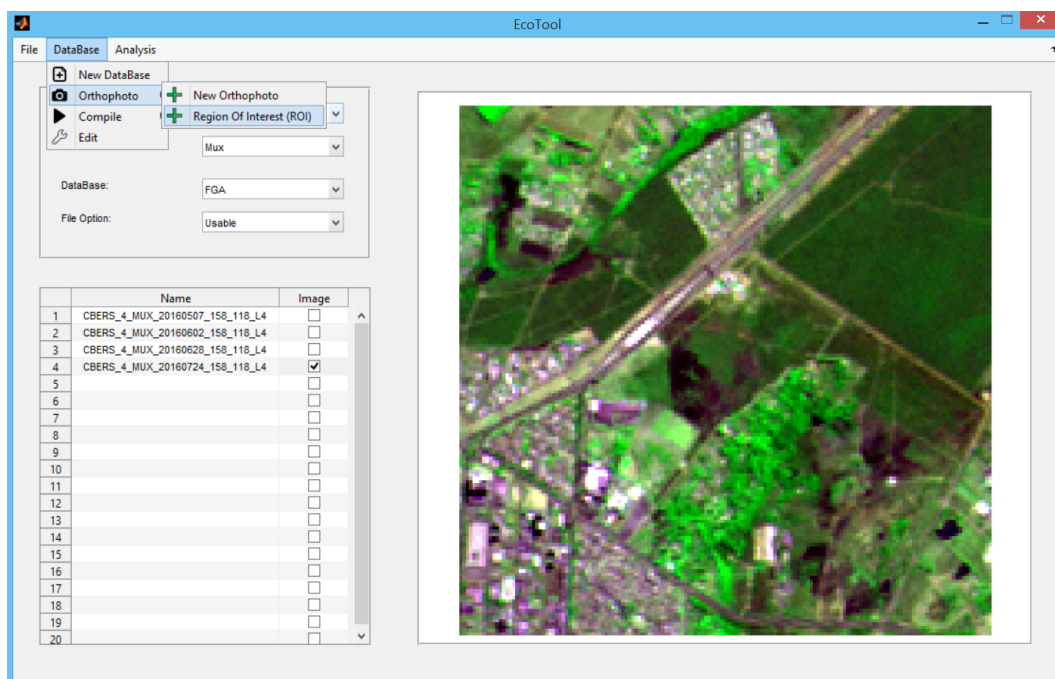 EcoTool
File DataBase Analysis
New DataBase
Orthophoto
New Orthophoto
Compile
Region Of Interest (ROI)
Edit
Mux
DataBase:
FGA
File Option:
Usable
Name Image
1 CBERS_4_MUX_20160507_158_118_L4
2 CBERS_4_MUX_20160602_158_118_L4
3 CBERS_4_MUX_20160628_158_118_L4
4 CBERS_4_MUX_20160724_158_118_L4
5
6
7
8
9
10
11
12
13
14
15
16
17
18
19
20